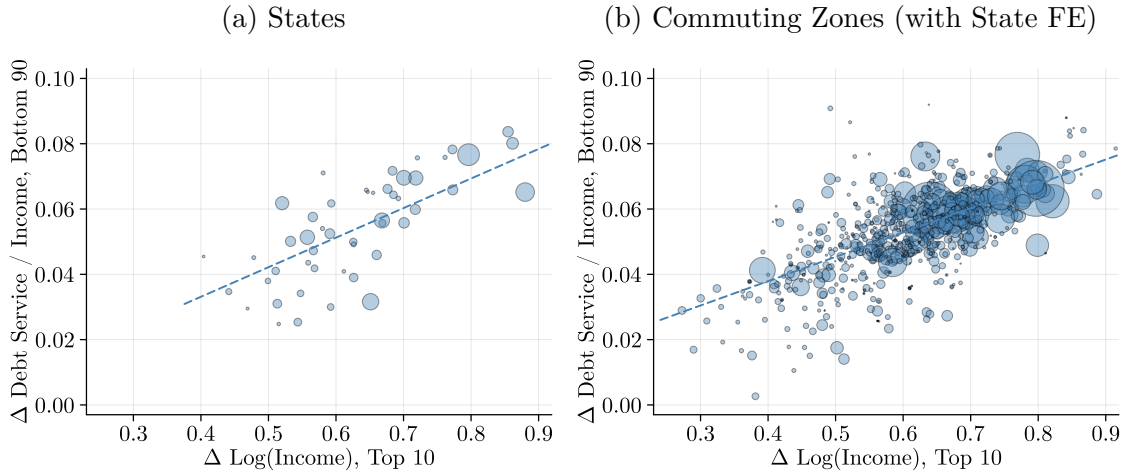 (a) States
Δ Debt Service / Income, Bottom 90
0.10
0.08
0.06
0.04
0.02
0.00
0.3 0.4 0.5 0.6 0.7 0.8 0.9
Δ Log(Income), Top 10
(b) Commuting Zones (with State FE)
Δ Debt Service / Income, Bottom 90
0.10
0.08
0.06
0.04
0.02
0.00
0.3 0.4 0.5 0.6 0.7 0.8 0.9
Δ Log(Income), Top 10